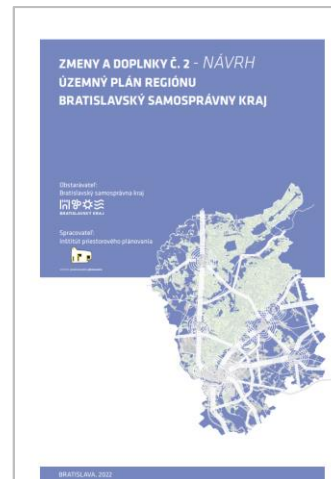 ZMENY A DOPLNKY Č. 2 - NÁVRH
ÚZEMNÝ PLÁN REGIÓNU
BRATISLAVSKÝ SAMOSPRÁVNY KRAJ
Obstarávateľ:
Bratislavský samosprávna kraj
BRATISLAVSKÝ KRAJ
Spracovateľ:
Inštitút priestorového plánovania
BRATISLAVA, 2022